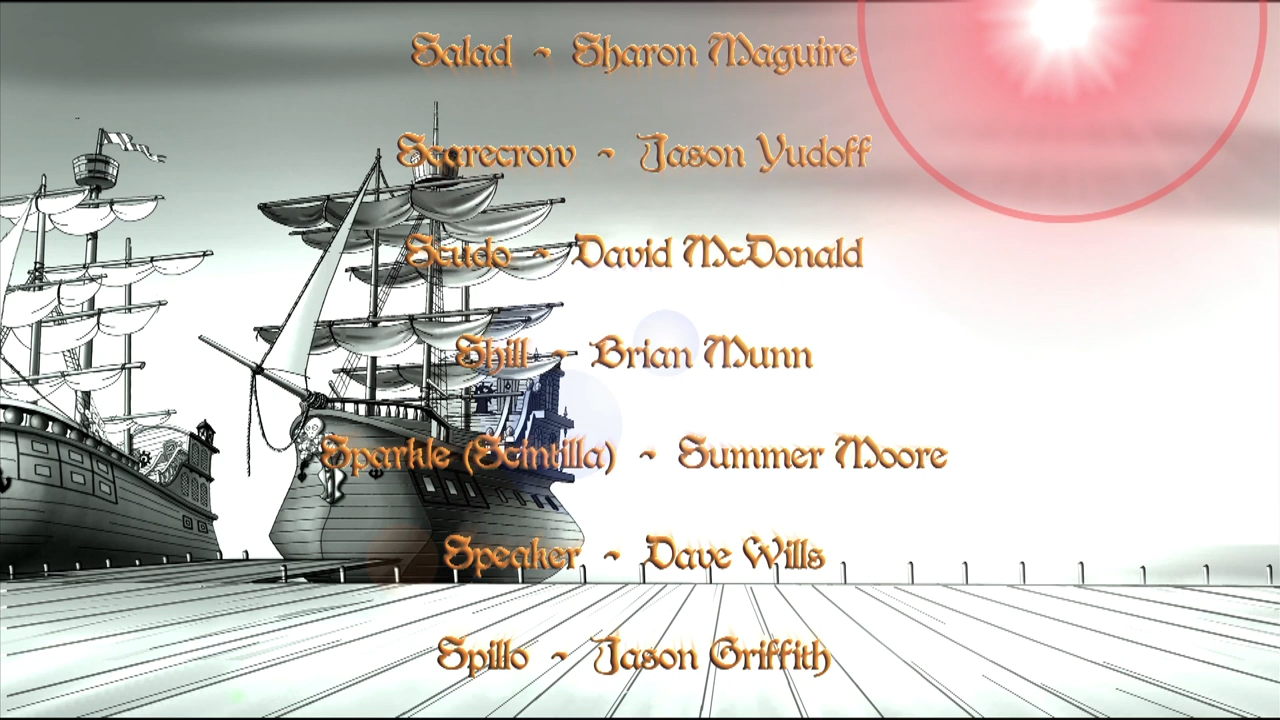 Salad ~ Sharon Maguire
Scarecrow ~ Jason Yudoff
Scudo ~ David McDonald
Shill ~ Brian Munn
Sparkle (Scintilla) ~ Summer Moore
Speaker ~ Dave Wills
Spillo ~ Jason Griffith